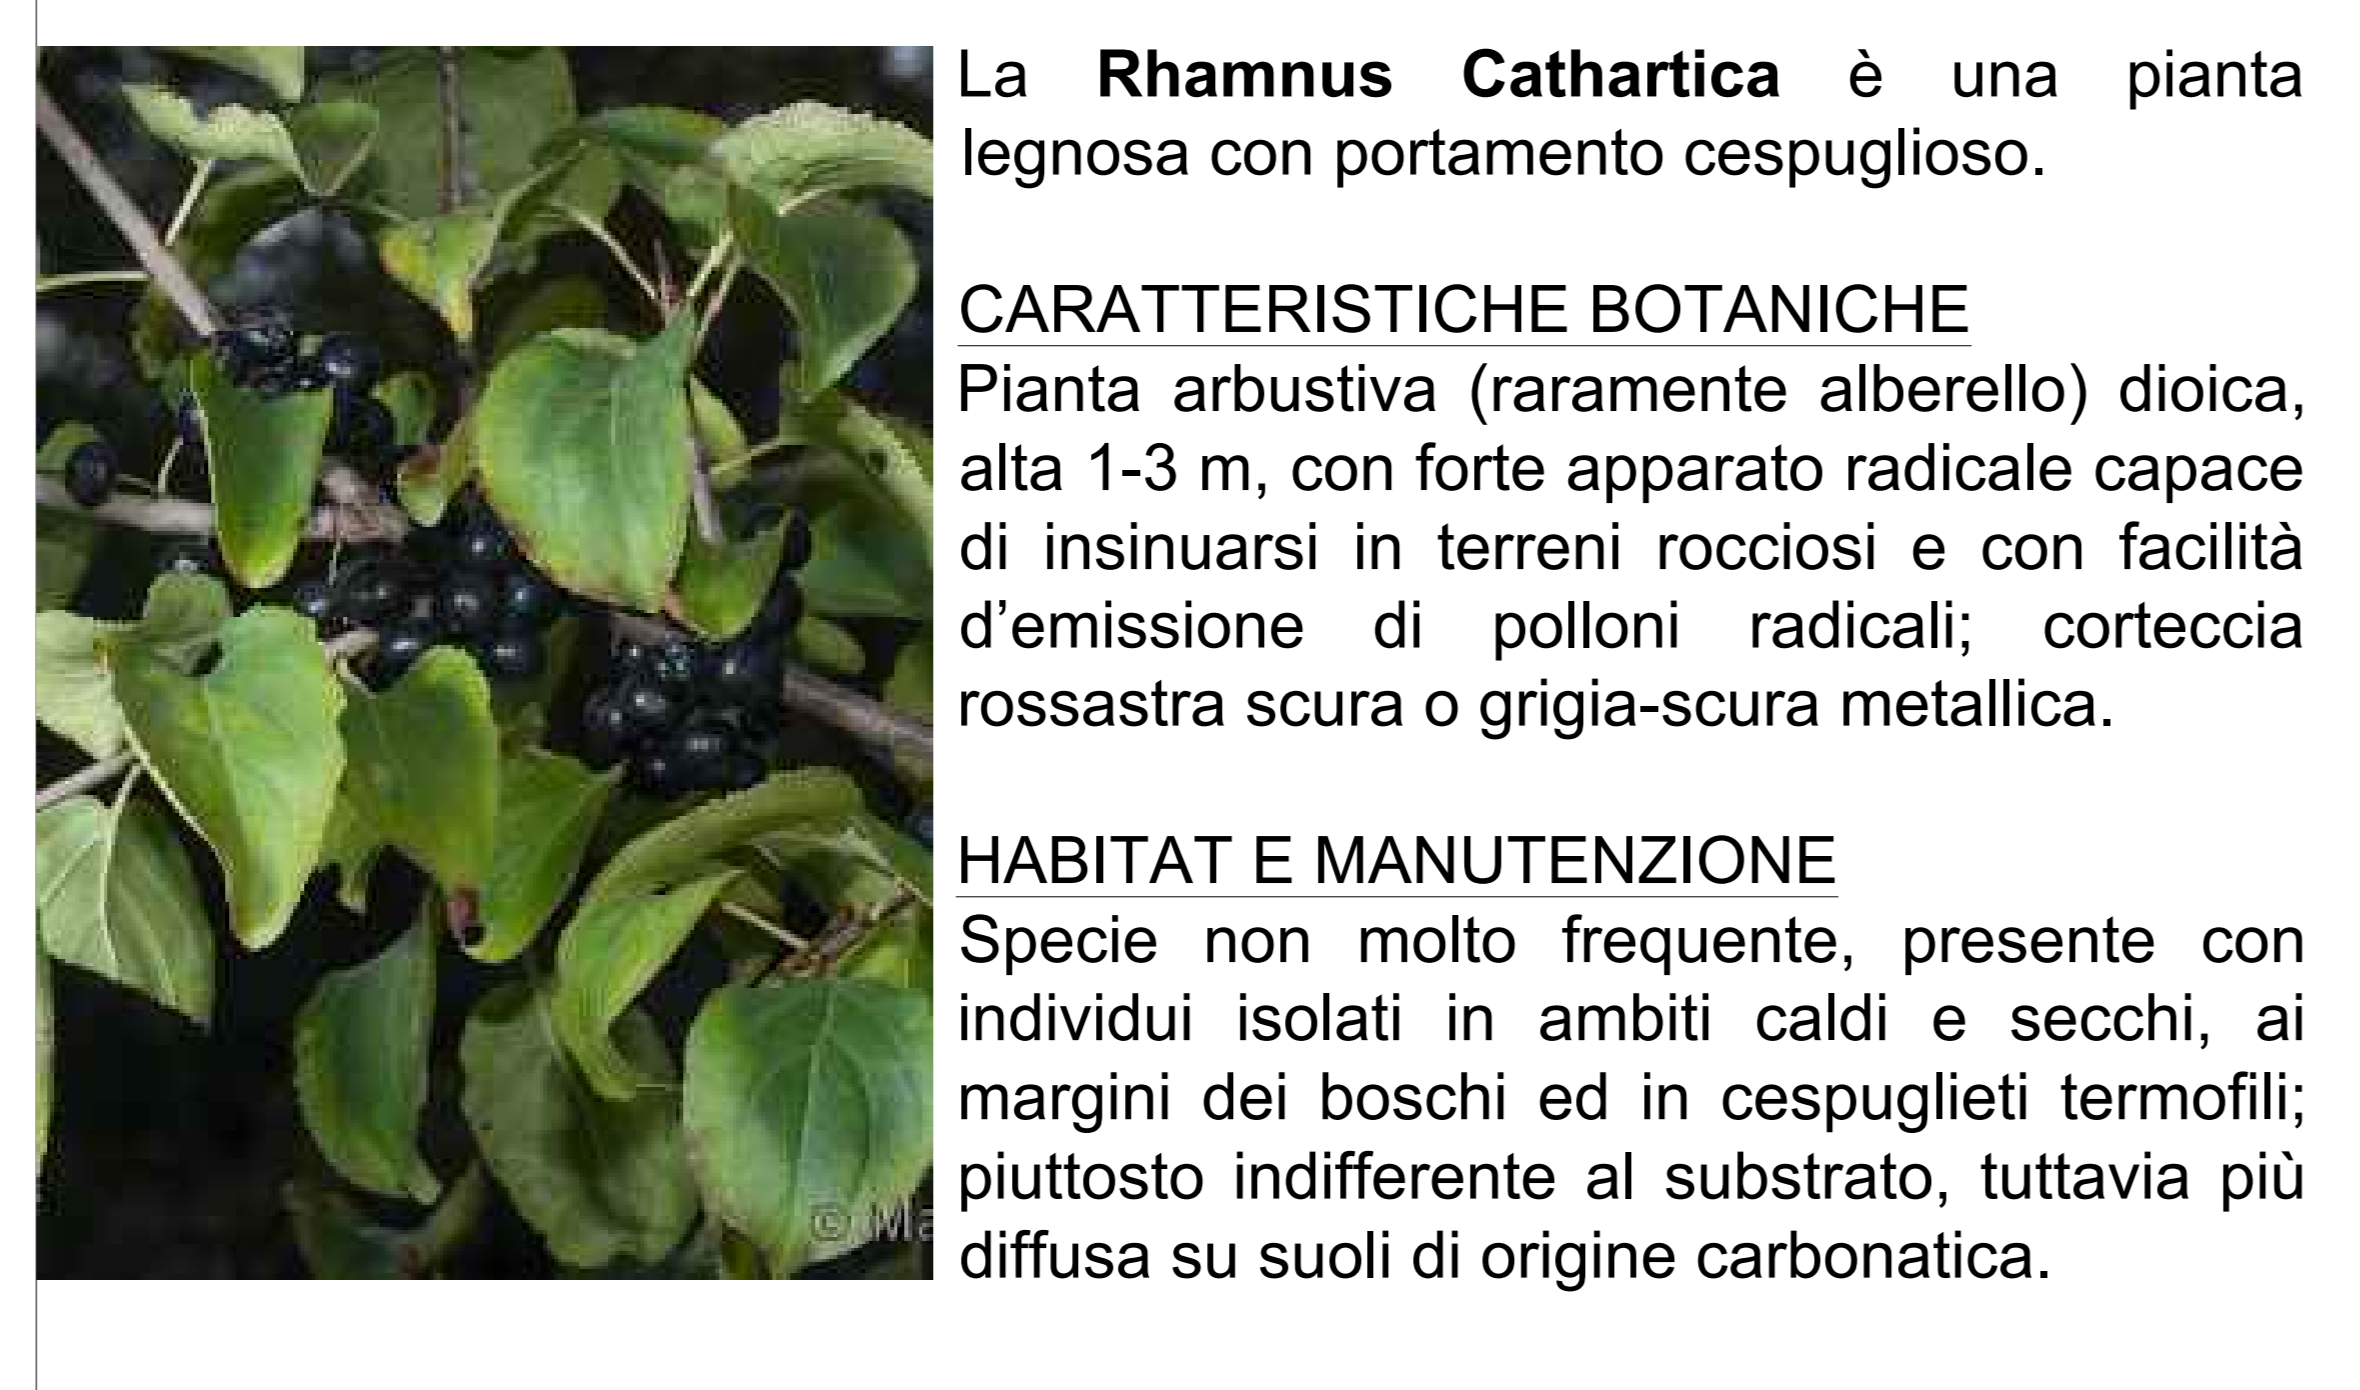 La Rhamnus Cathartica è una pianta
legnosa con portamento cespuglioso.
CARATTERISTICHE BOTANICHE
Pianta arbustiva (raramente alberello) dioica,
alta 1-3 m, con forte apparato radicale capace
di insinuarsi in terreni rocciosi e con facilità
d’emissione di polloni radicali; corteccia
rossastra scura o grigia-scura metallica.
HABITAT E MANUTENZIONE
Specie non molto frequente, presente con
individui isolati in ambiti caldi e secchi, ai
margini dei boschi ed in cespuglieti termofili;
piuttosto indifferente al substrato, tuttavia più
diffusa su suoli di origine carbonatica.